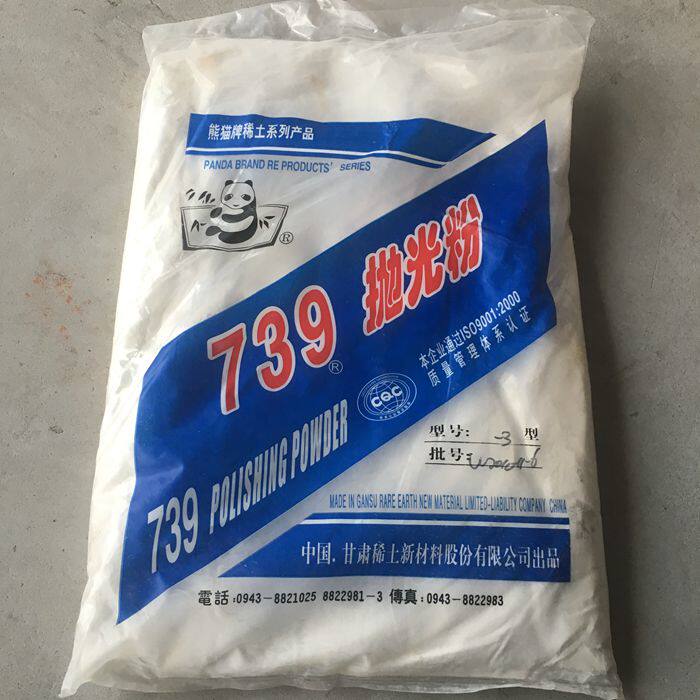 熊猫牌稀土系列产品
PANDA BRAND RE PRODUCTS' SERIES
®
739® 抛光粉
本企业通过ISO9001:2000
质量管理体系认证
CQC
739 POLISHING POWDER
型号: -3 型
批号:
MADE IN GANSU RARE EARTH NEW MATERIAL LIMITED-LIABILITY COMPANY, CHINA
中国.甘肃稀土新材料股份有限公司出品
電話:0943-8821025 8822981-3 傳真:0943-8822983